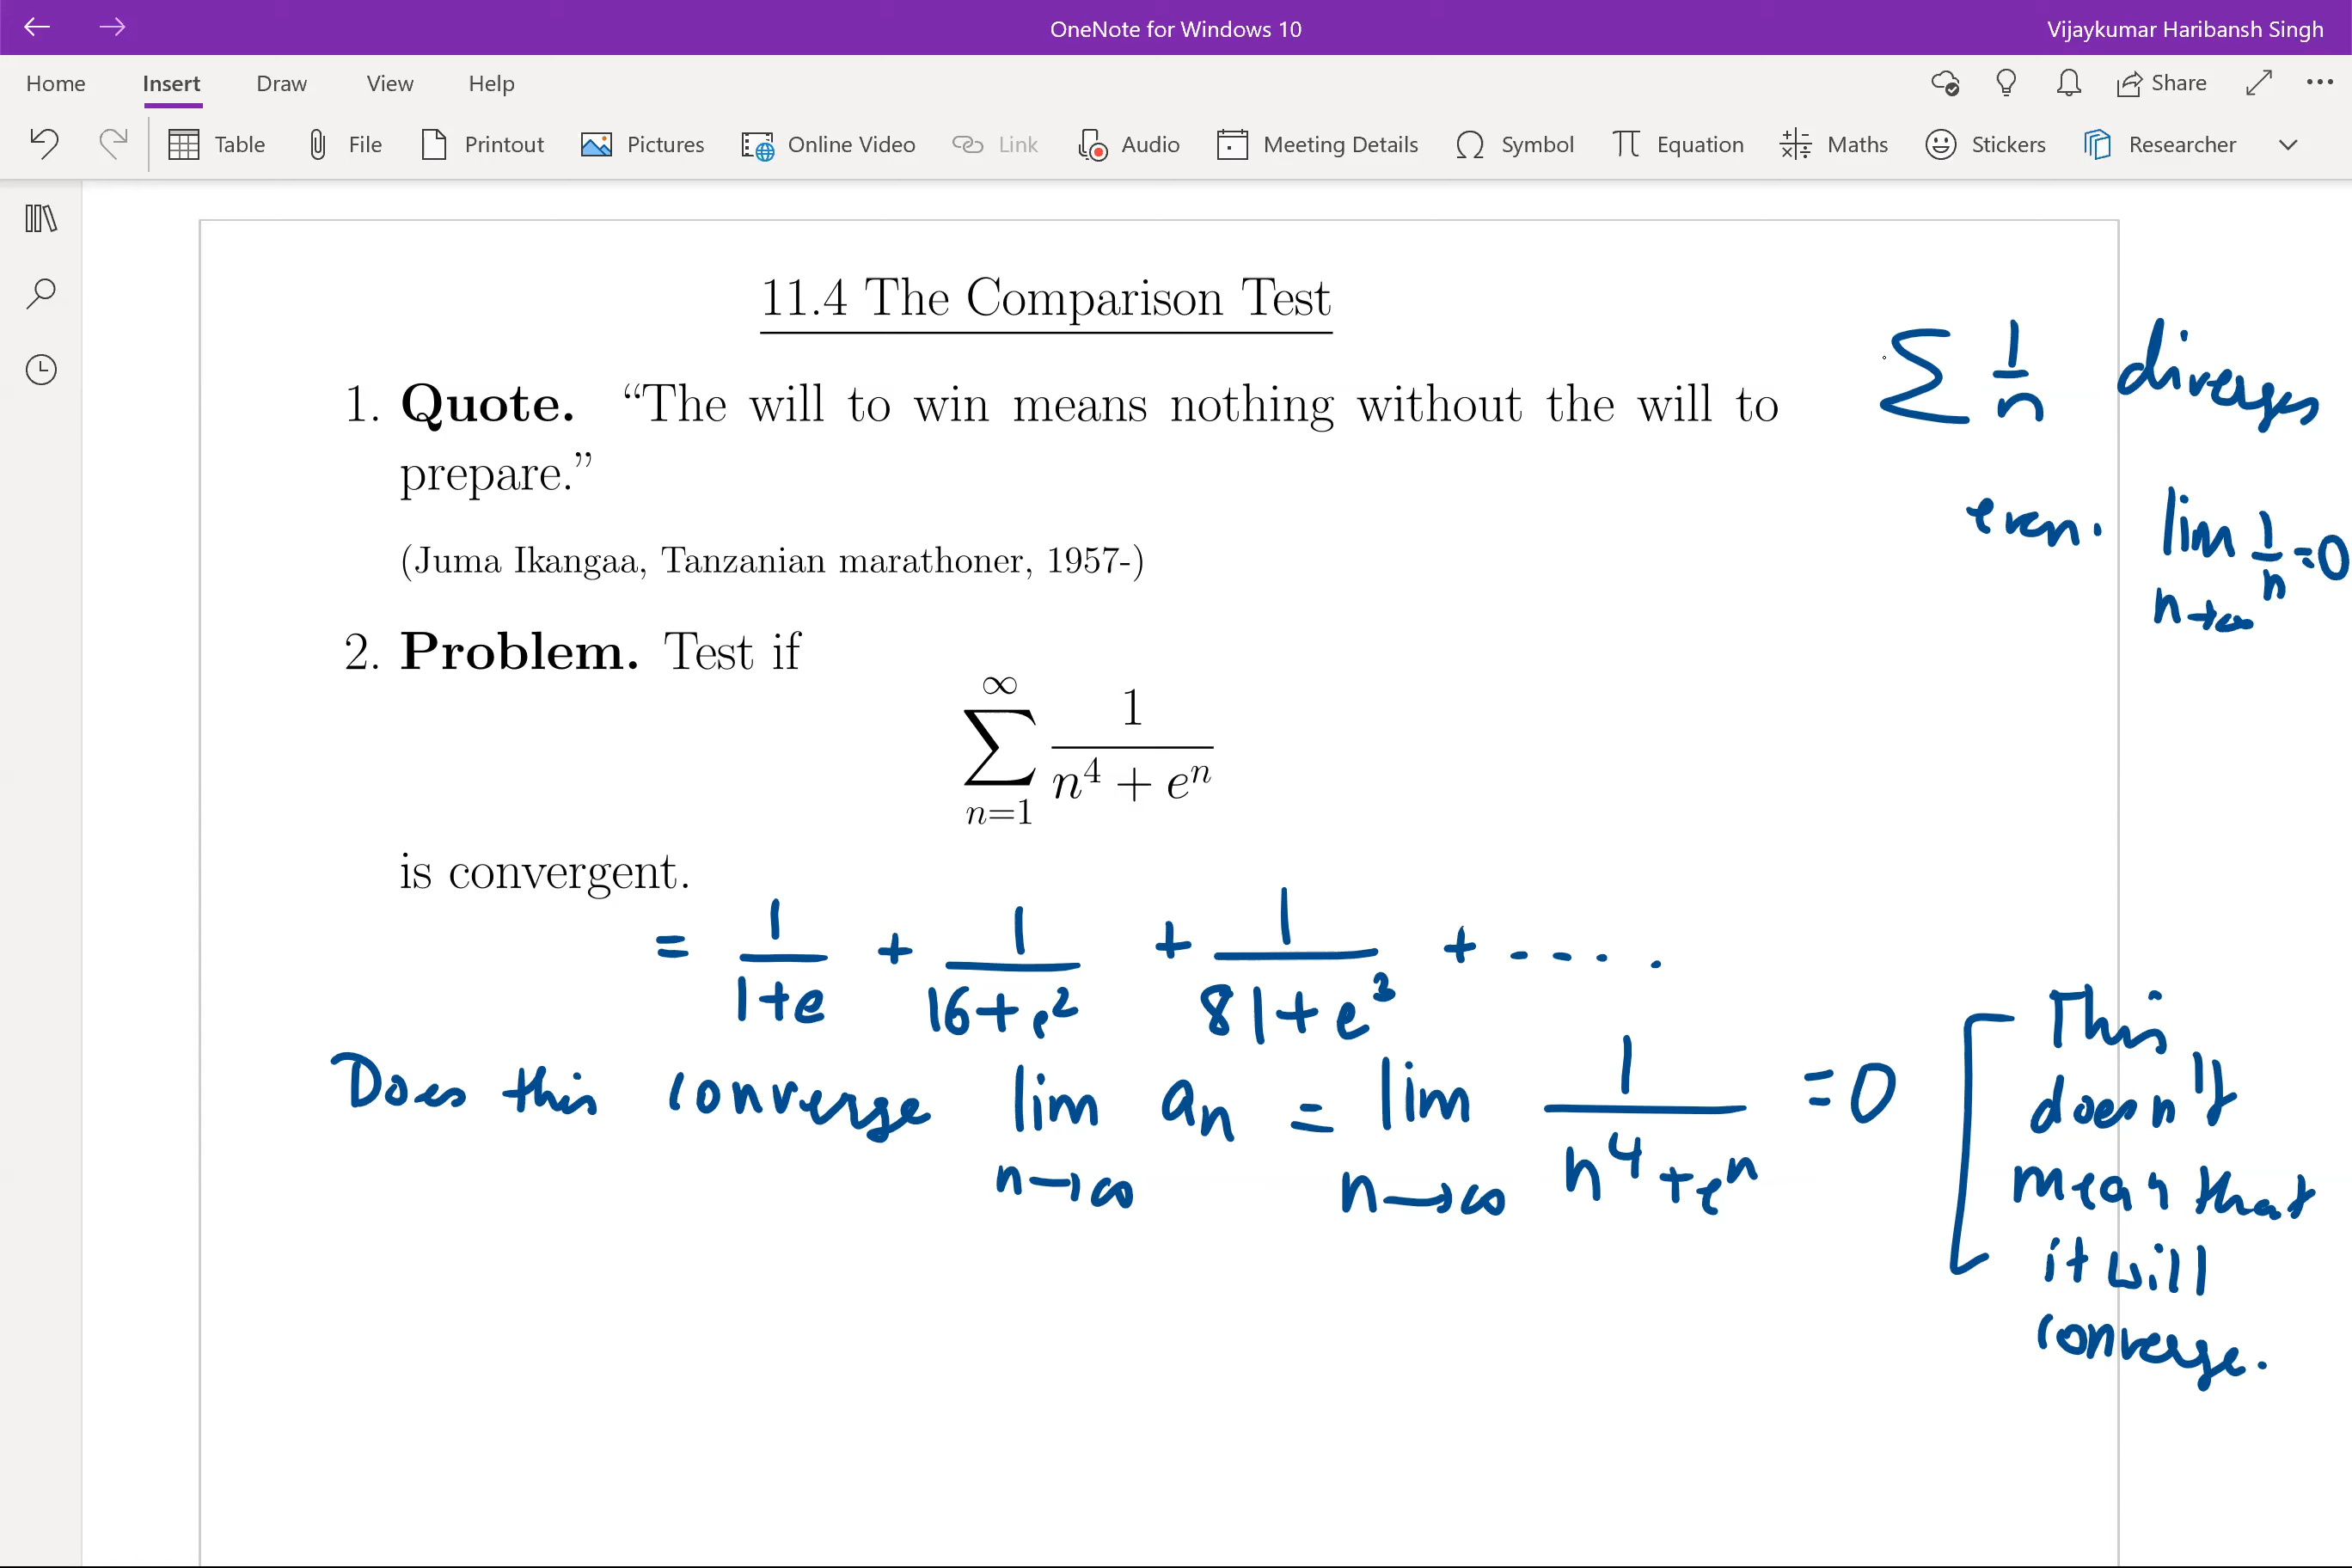 OneNote for Windows 10
Vijaykumar Haribansh Singh
Home Insert Draw View Help
Share
Table File Printout Pictures Online Video Link Audio Meeting Details Symbol Equation Maths Stickers Researcher
11.4 The Comparison Test
1. Quote. “The will to win means nothing without the will to
prepare.”
(Juma Ikangaa, Tanzanian marathoner, 1957-)
∑ 1/n diverges
even. lim n→∞ 1/n = 0
2. Problem. Test if
∑_{n=1}^{∞} 1/(n^4 + e^n)
is convergent.
= 1/(1+e) + 1/(16+e^2) + 1/(81+e^3) + - - - .
Does this converge lim n→∞ an = lim n→∞ 1/(n^4+e^n) = 0
This
doesn't
mean that
it will
converge.